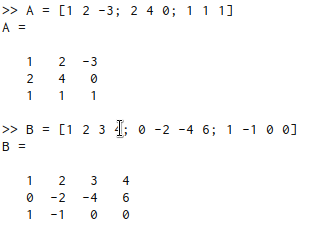 >> A = [1 2 -3; 2 4 0; 1 1 1]
A =
1 2 -3
2 4 0
1 1 1
>> B = [1 2 3 4; 0 -2 -4 6; 1 -1 0 0]
B =
1 2 3 4
0 -2 -4 6
1 -1 0 0